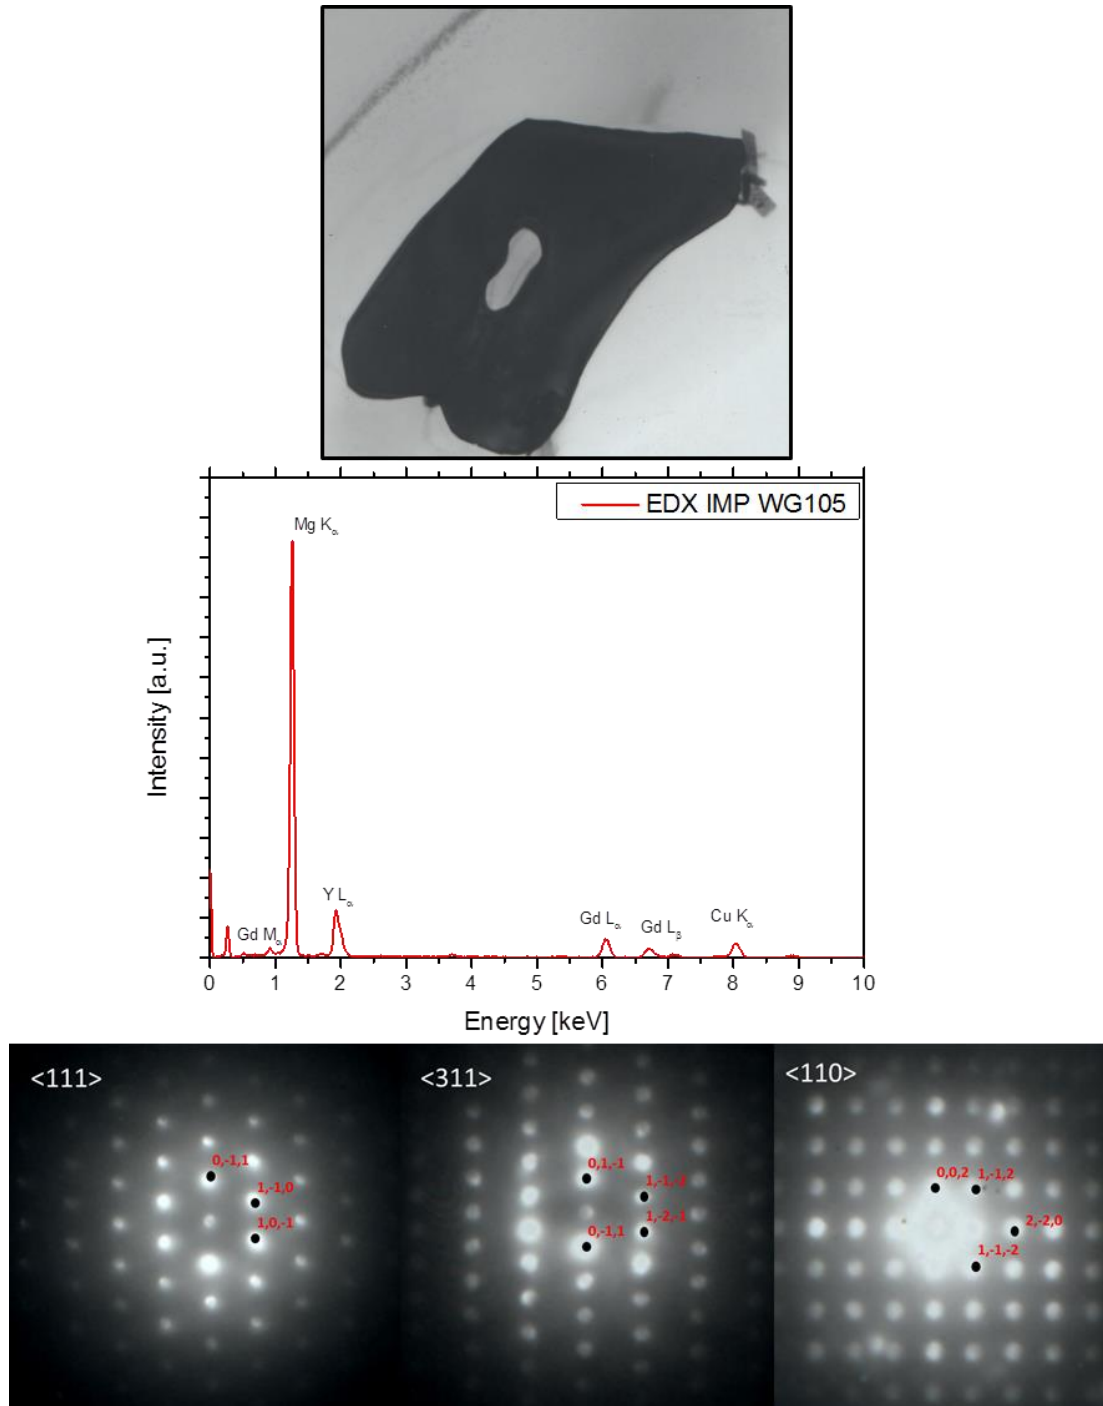 EDX IMP WG105
Mg Kα
Y Lα
Gd Mα
Gd Lα
Gd Lβ
Cu Kα
Intensity [a.u.]
0 1 2 3 4 5 6 7 8 9 10
Energy [keV]
<111>
0,-1,1
1,-1,0
1,0,-1
<311>
0,1,-1
1,-1,-2
1,-2,-1
0,-1,1
<110>
0,0,2
1,-1,2
2,-2,0
1,-1,-2